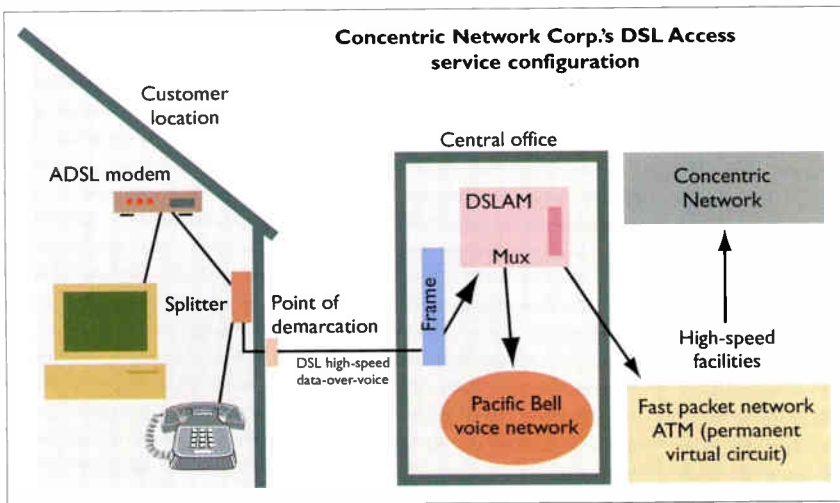 Concentric Network Corp.'s DSL Access
service configuration
Customer
location
ADSL modem
Splitter
Point of
demarcation
DSL high-speed
data-over-voice
Central office
DSLAM
Mux
Frame
Pacific Bell
voice network
Concentric
Network
High-speed
facilities
Fast packet network
ATM (permanent
virtual circuit)